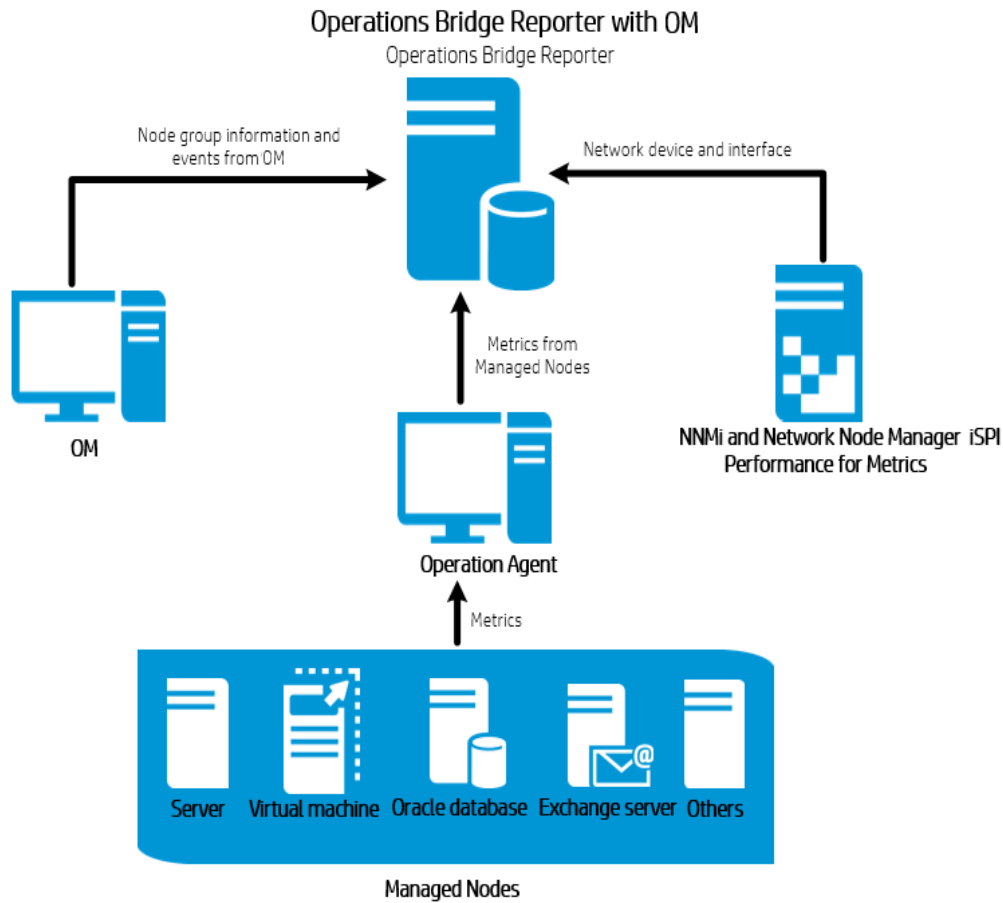 Operations Bridge Reporter with OM
Operations Bridge Reporter
Node group information and
events from OM
Network device and interface
Metrics from
Managed Nodes
OM
NNMi and Network Node Manager iSPI
Performance for Metrics
Operation Agent
Metrics
@
Server
Virtual machine
Oracle database
Exchange server
Others
Managed Nodes